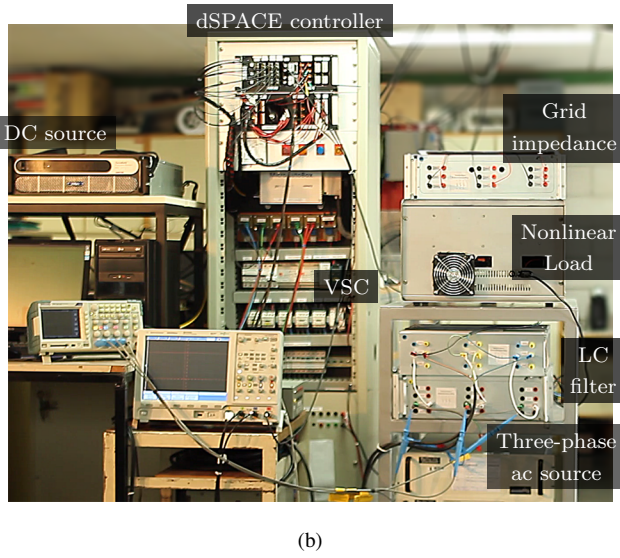 dSPACE controller
Grid
impedance
DC source
Nonlinear
Load
VSC
LC
filter
Three-phase
ac source
(b)